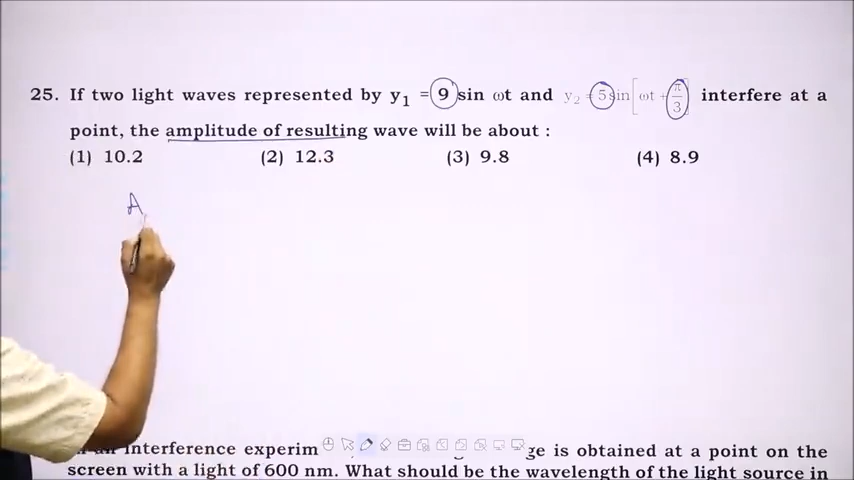 25. If two light waves represented by y₁ = 9 sin ωt and y₂ = 5 sin[ωt + π/3] interfere at a
point, the amplitude of resulting wave will be about :
(1) 10.2 (2) 12.3 (3) 9.8 (4) 8.9
A
interference experim
is obtained at a point on the
screen with a light of 600 nm. What should be the wavelength of the light source in